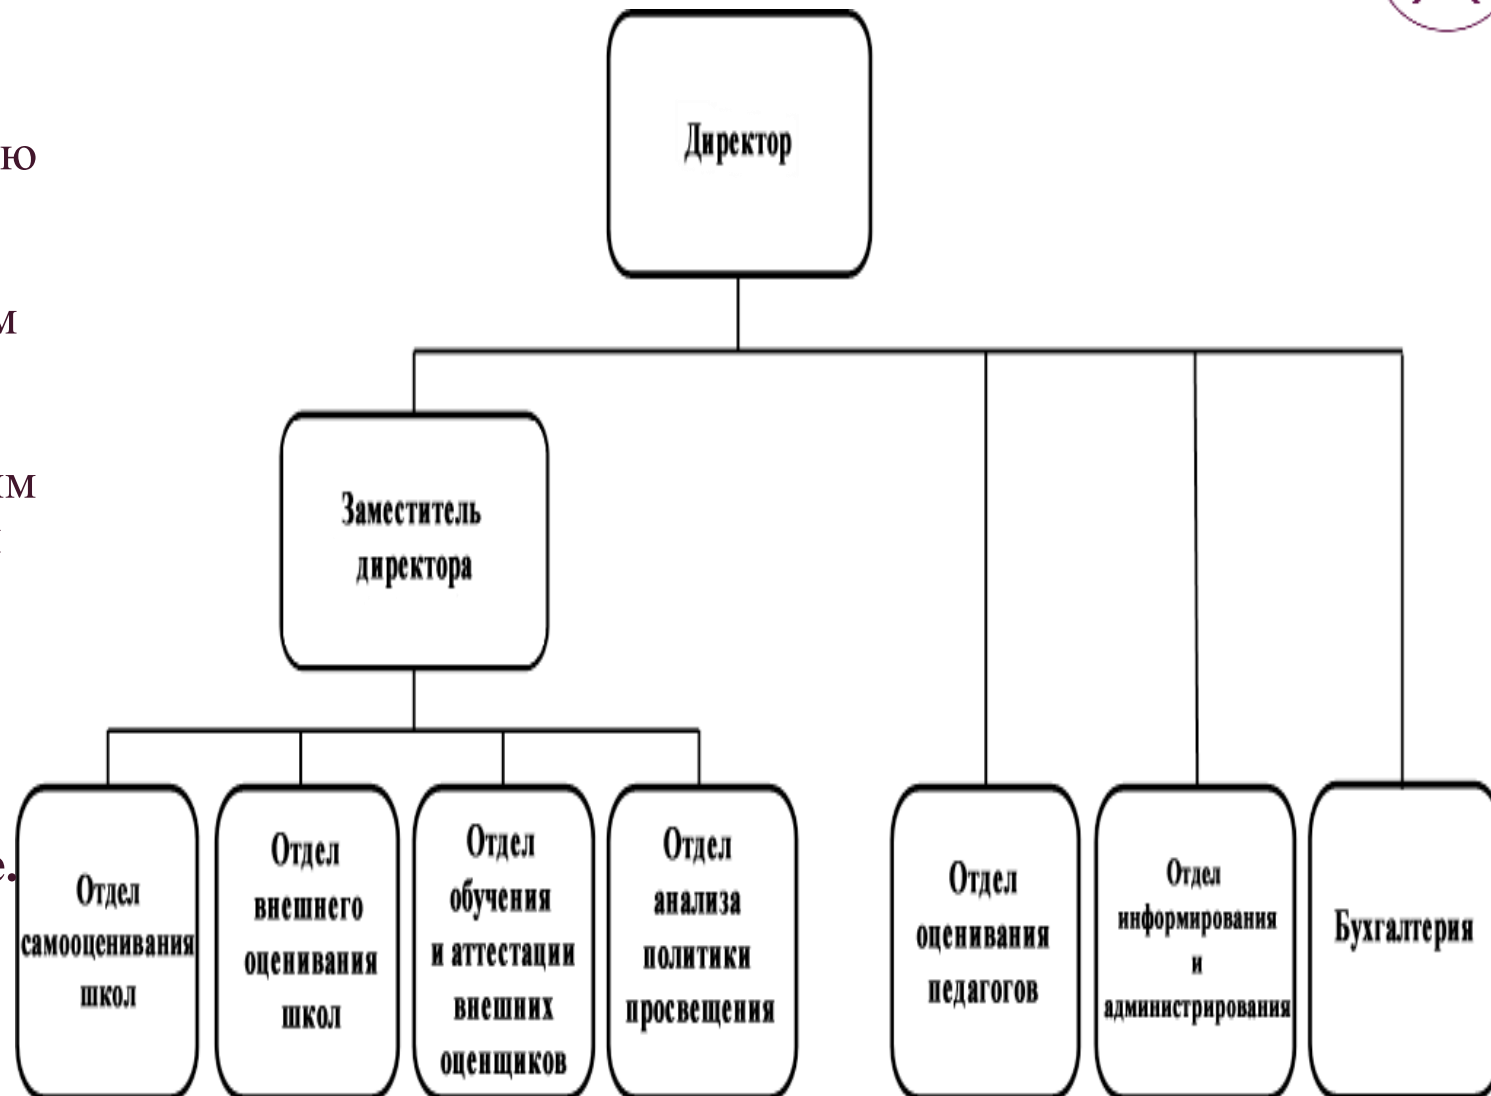 Директор
Заместитель
директора
Отдел
самооценивания
школ
Отдел
внешнего
оценивания
школ
Отдел
обучения
и аттестации
внешних
оценщиков
Отдел
анализа
политики
просвещения
Отдел
оценивания
педагогов
Отдел
информирования
и
администрирования
Бухгалтерия